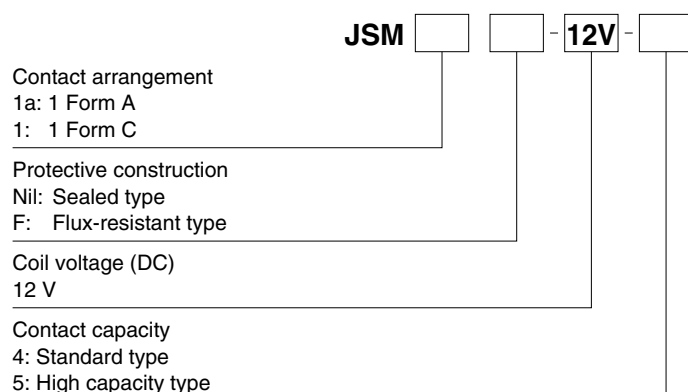 JSM - 12V -
Contact arrangement
1a: 1 Form A
1: 1 Form C
Protective construction
Nil: Sealed type
F: Flux-resistant type
Coil voltage (DC)
12 V
Contact capacity
4: Standard type
5: High capacity type